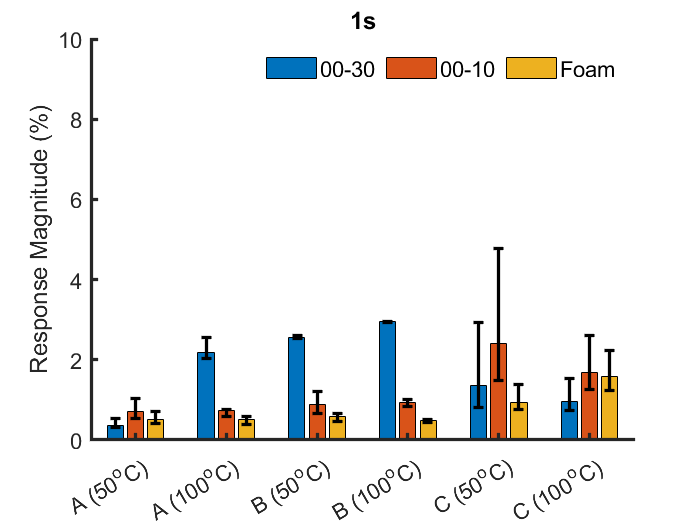 1s
00-30 00-10 Foam
Response Magnitude (%)
10
8
6
4
2
0
A (50°C)
A (100°C)
B (50°C)
B (100°C)
C (50°C)
C (100°C)